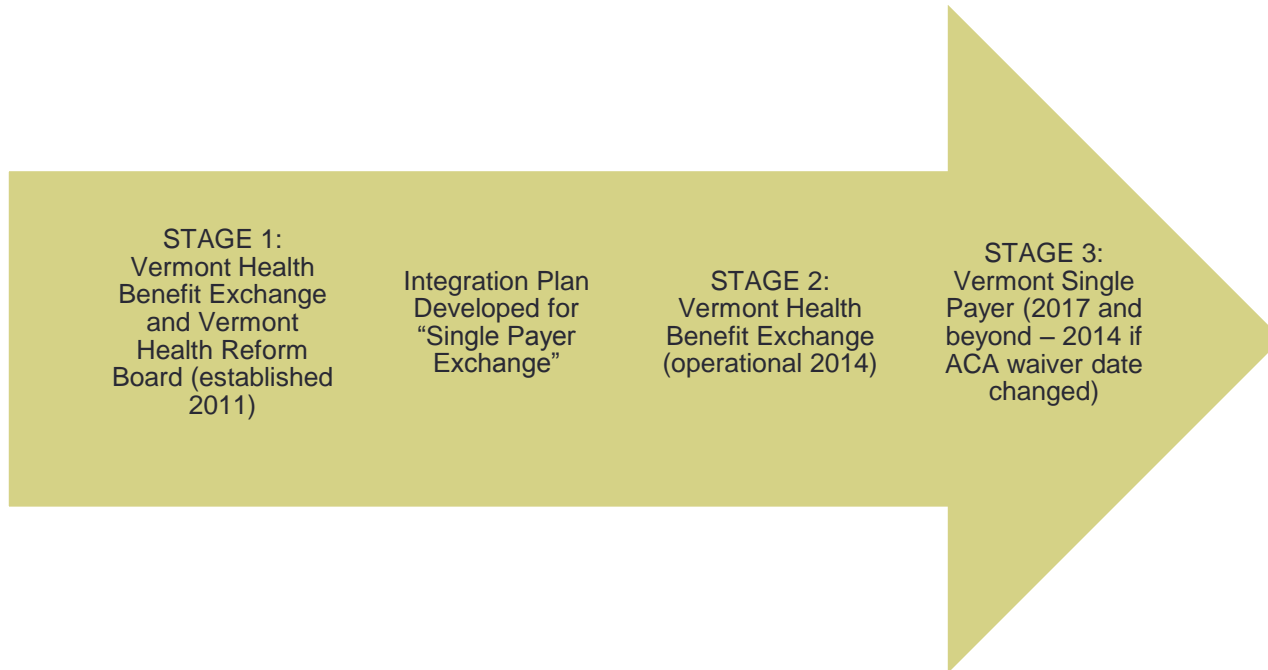 STAGE 1:
Vermont Health
Benefit Exchange
and Vermont
Health Reform
Board (established
2011)
Integration Plan
Developed for
“Single Payer
Exchange”
STAGE 2:
Vermont Health
Benefit Exchange
(operational 2014)
STAGE 3:
Vermont Single
Payer (2017 and
beyond – 2014 if
ACA waiver date
changed)